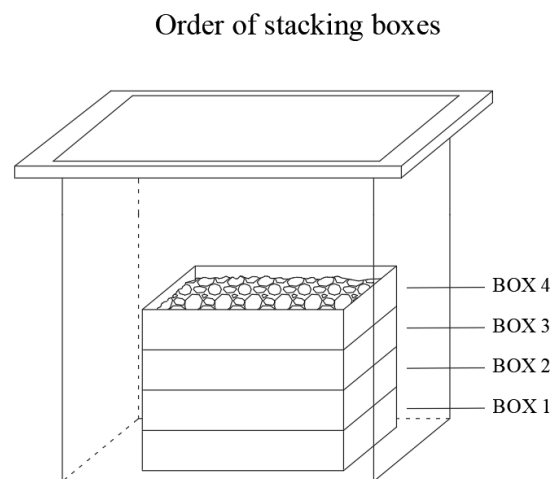 Order of stacking boxes
BOX 4
BOX 3
BOX 2
BOX 1